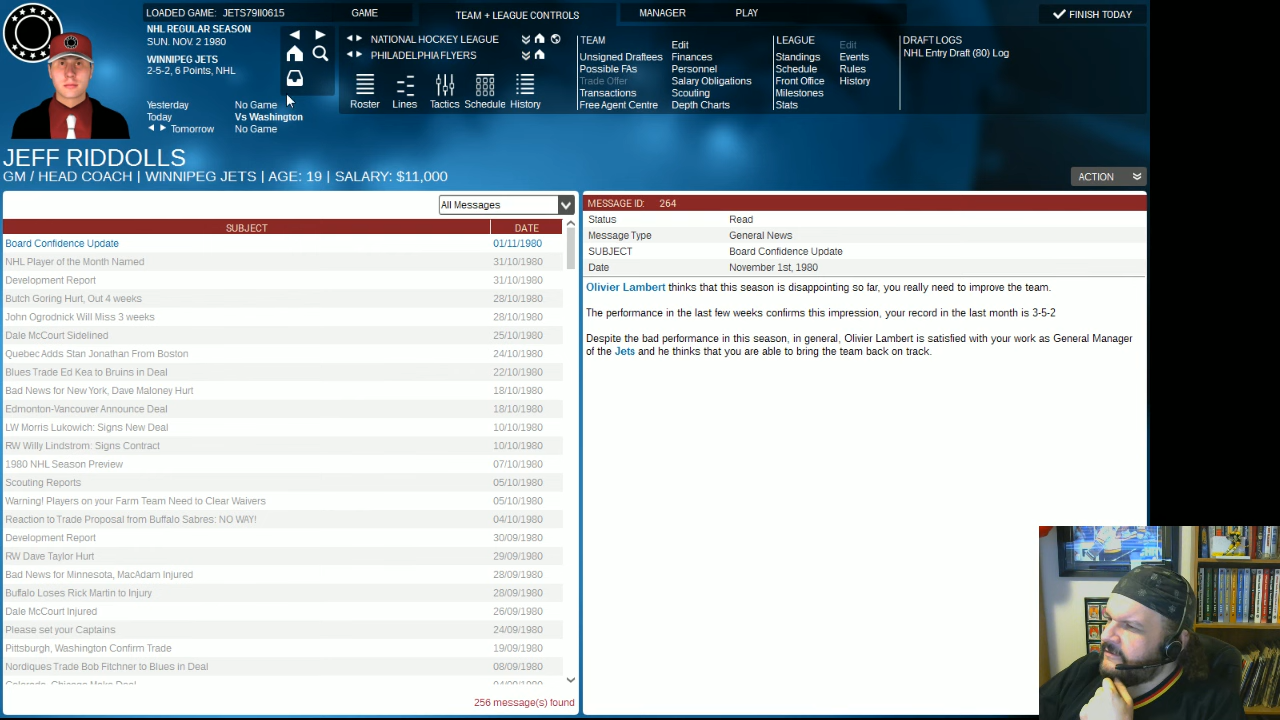 LOADED GAME: JETS79II0615
GAME
TEAM + LEAGUE CONTROLS
MANAGER
PLAY
FINISH TODAY
NHL REGULAR SEASON
SUN. NOV. 2 1980
WINNIPEG JETS
2-5-2, 6 Points, NHL
Yesterday No Game
Today Vs Washington
Tomorrow No Game
NATIONAL HOCKEY LEAGUE
PHILADELPHIA FLYERS
Roster Lines Tactics Schedule History
TEAM
Unsigned Draftees
Possible FAs
Trade Offer
Transactions
Free Agent Centre
Edit
Finances
Personnel
Salary Obligations
Scouting
Depth Charts
LEAGUE
Standings
Schedule
Front Office
Milestones
Stats
Edit
Events
Rules
History
DRAFT LOGS
NHL Entry Draft (80) Log
JEFF RIDDOLLS
GM / HEAD COACH | WINNIPEG JETS | AGE: 19 | SALARY: $11,000
ACTION
All Messages
SUBJECT DATE
Board Confidence Update 01/11/1980
NHL Player of the Month Named 31/10/1980
Development Report 31/10/1980
Butch Goring Hurt, Out 4 weeks 28/10/1980
John Ogrodnick Will Miss 3 weeks 28/10/1980
Dale McCourt Sidelined 25/10/1980
Quebec Adds Stan Jonathan From Boston 24/10/1980
Blues Trade Ed Kea to Bruins in Deal 22/10/1980
Bad News for New York, Dave Maloney Hurt 18/10/1980
Edmonton-Vancouver Announce Deal 18/10/1980
LW Morris Lukowich: Signs New Deal 10/10/1980
RW Willy Lindstrom: Signs Contract 10/10/1980
1980 NHL Season Preview 07/10/1980
Scouting Reports 05/10/1980
Warning! Players on your Farm Team Need to Clear Waivers 05/10/1980
Reaction to Trade Proposal from Buffalo Sabres: NO WAY! 04/10/1980
Development Report 30/09/1980
RW Dave Taylor Hurt 29/09/1980
Bad News for Minnesota, MacAdam Injured 28/09/1980
Buffalo Loses Rick Martin to Injury 28/09/1980
Dale McCourt Injured 26/09/1980
Please set your Captains 24/09/1980
Pittsburgh, Washington Confirm Trade 19/09/1980
Nordiques Trade Bob Fitchner to Blues in Deal 08/09/1980
256 message(s) found
MESSAGE ID: 264
Status Read
Message Type General News
SUBJECT Board Confidence Update
Date November 1st, 1980
Olivier Lambert thinks that this season is disappointing so far, you really need to improve the team.
The performance in the last few weeks confirms this impression, your record in the last month is 3-5-2
Despite the bad performance in this season, in general, Olivier Lambert is satisfied with your work as General Manager
of the Jets and he thinks that you are able to bring the team back on track.